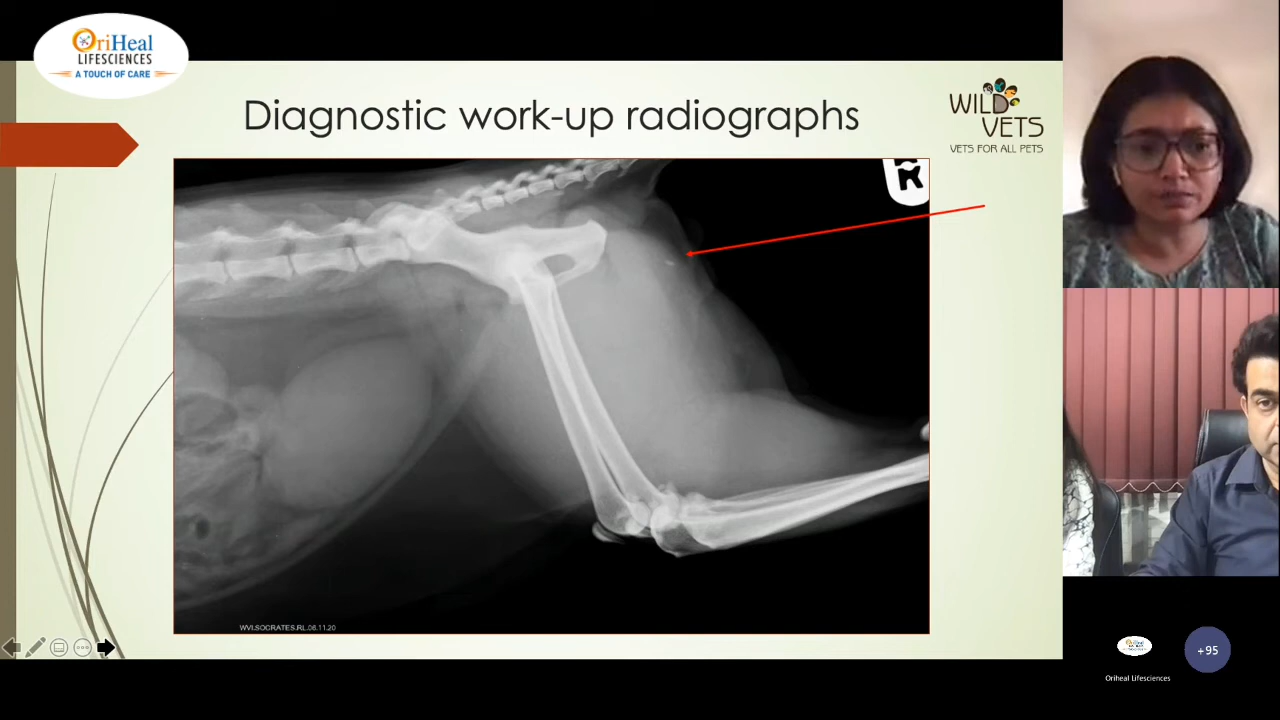 OriHeal
LIFESCIENCES
A TOUCH OF CARE
Diagnostic work-up radiographs
WILD
VETS
VETS FOR ALL PETS
R
WVI.SOCRATES.RL.08.11.20
+95
Oriheal Lifesciences